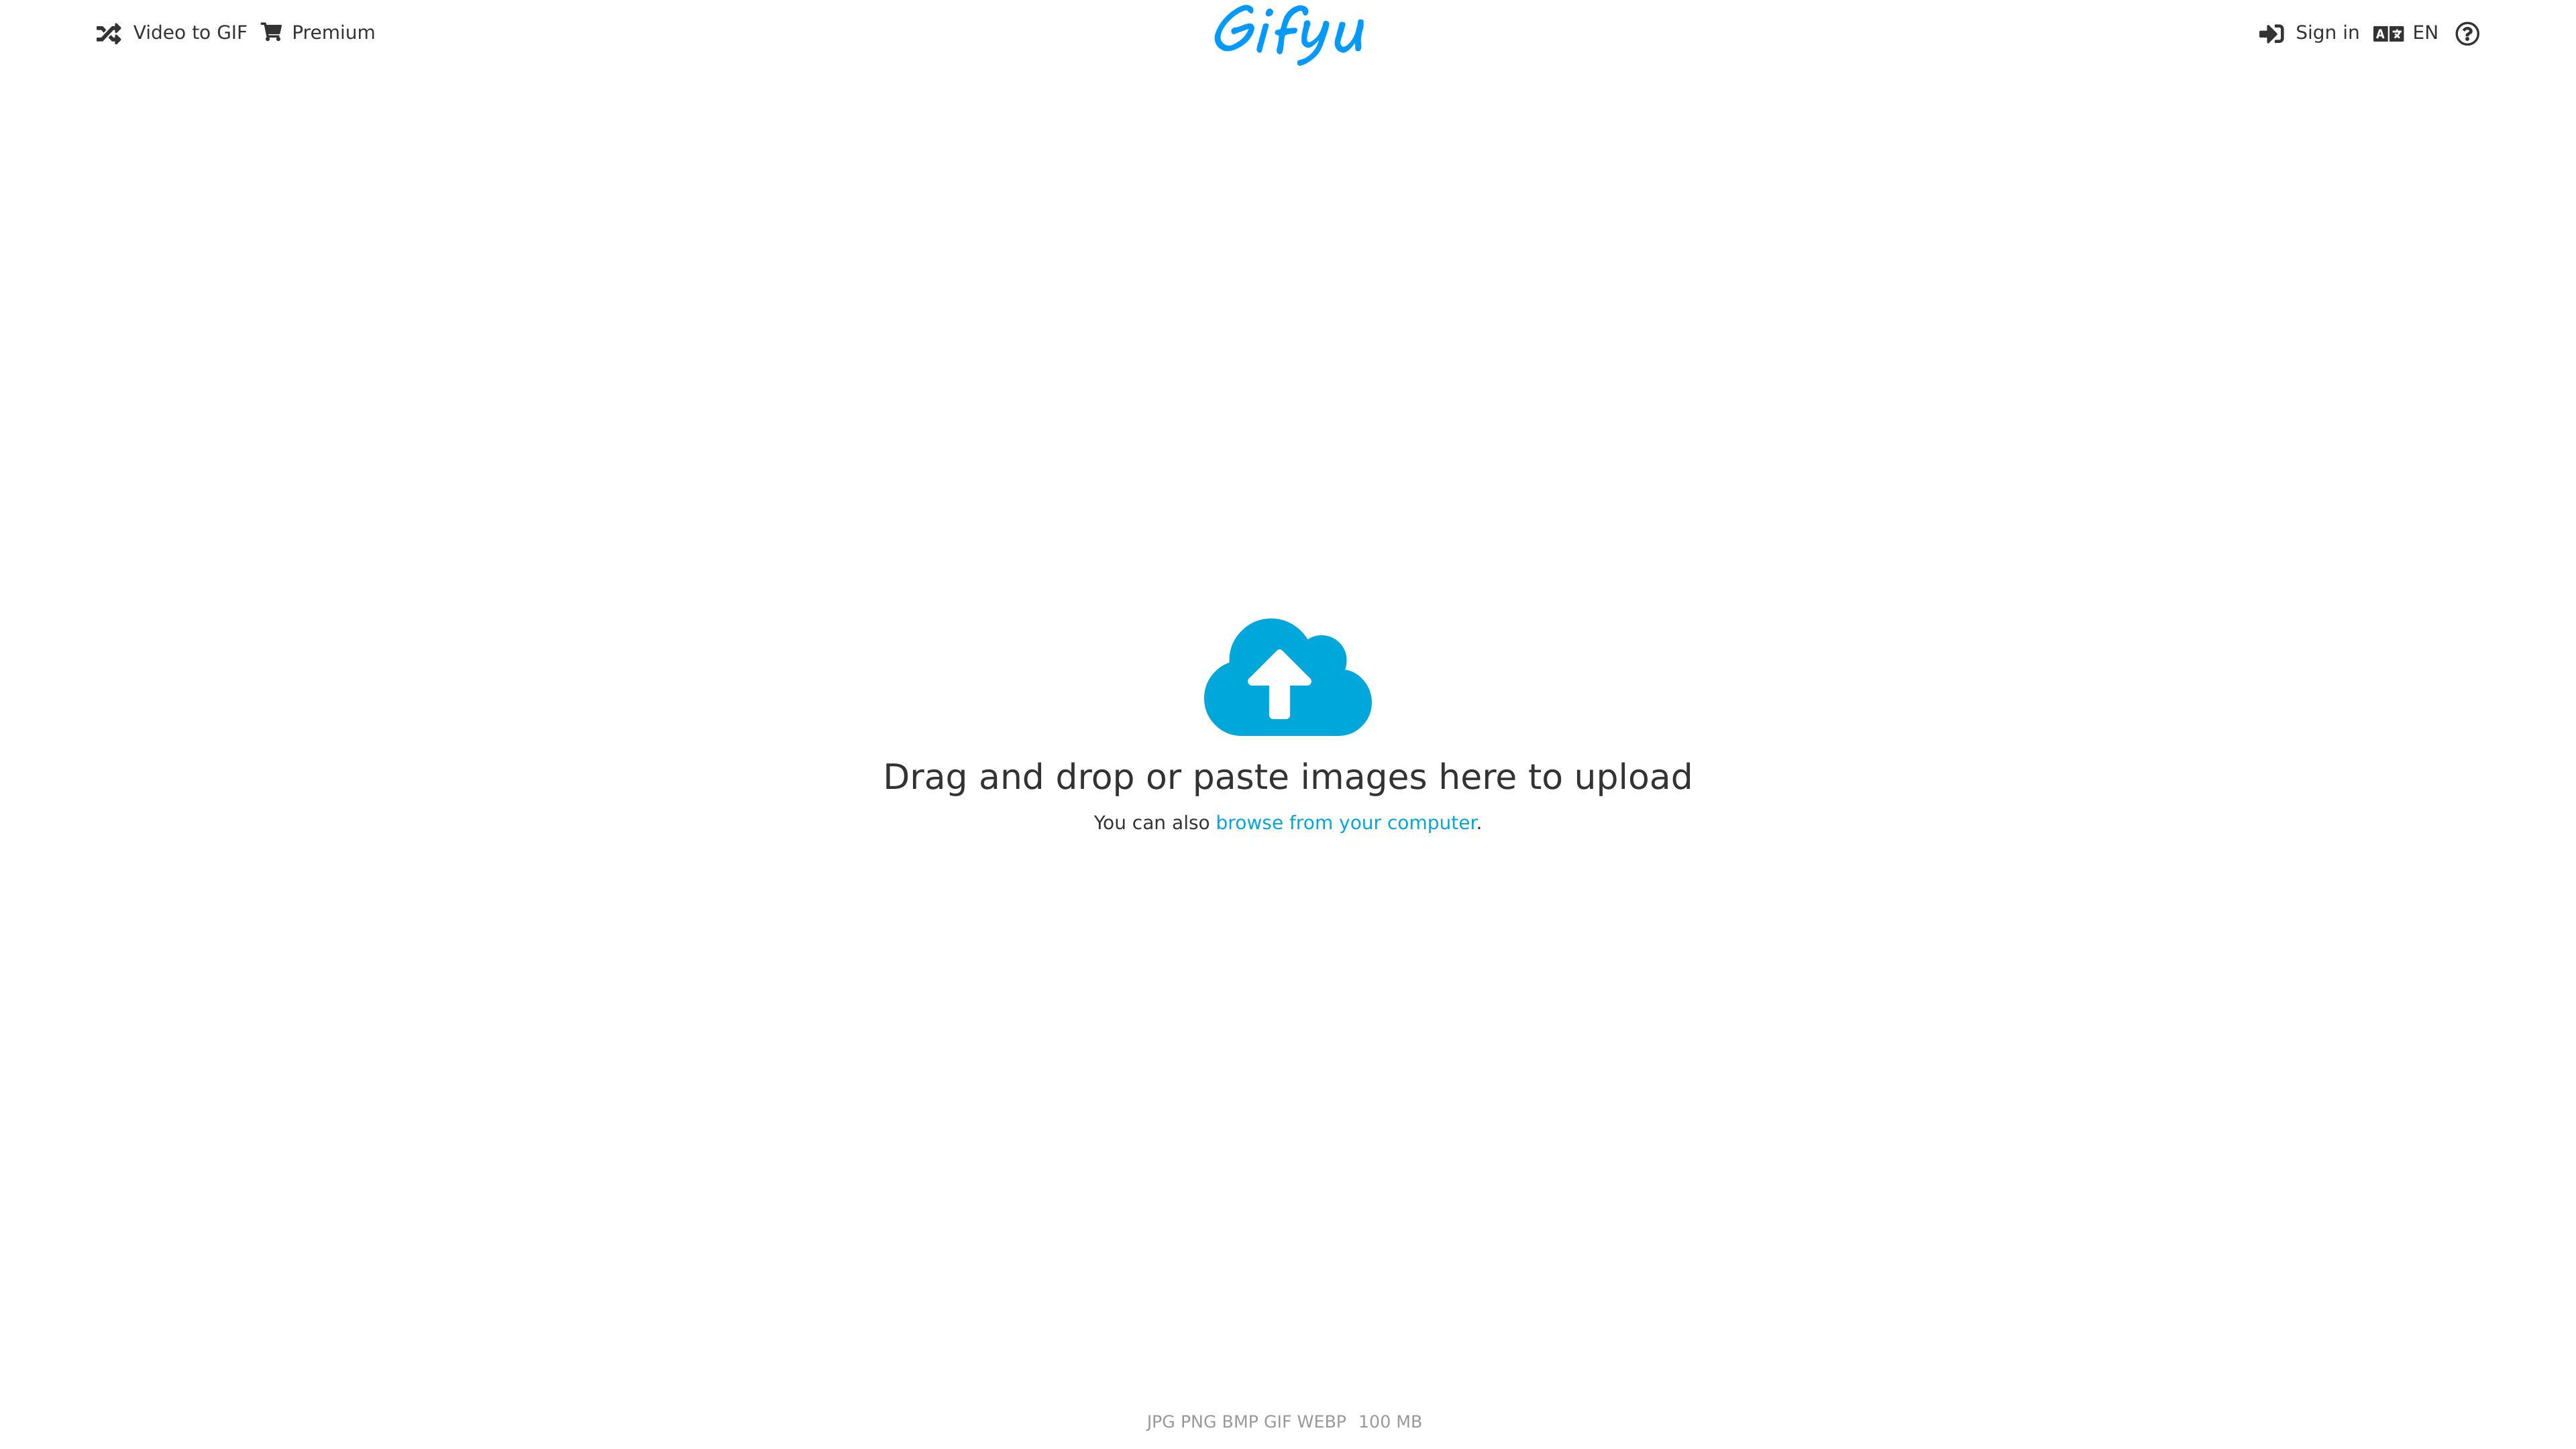 Video to GIF Premium
Gifyu
Sign in EN
Drag and drop or paste images here to upload
You can also browse from your computer.
JPG PNG BMP GIF WEBP 100 MB